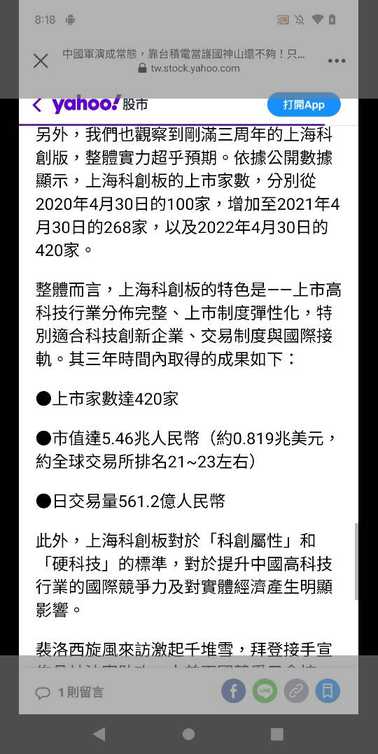 8:18
中國軍演成常態，靠台積電當護國神山還不夠！只...
tw.stock.yahoo.com
yahoo!股市
打開App
另外，我們也觀察到剛滿三周年的上海科
創版，整體實力超乎預期。依據公開數據
顯示，上海科創板的上市家數，分別從
2020年4月30日的100家，增加至2021年4
月30日的268家，以及2022年4月30日的
420家。
整體而言，上海科創板的特色是——上市高
科技行業分佈完整、上市制度彈性化，特
別適合科技創新企業、交易制度與國際接
軌。其三年時間內取得的成果如下：
●上市家數達420家
●市值達5.46兆人民幣（約0.819兆美元，
約全球交易所排名21~23左右）
●日交易量561.2億人民幣
此外，上海科創板對於「科創屬性」和
「硬科技」的標準，對於提升中國高科技
行業的國際競爭力及對實體經濟產生明顯
影響。
裴洛西旋風來訪激起千堆雪，拜登接手宣
1則留言